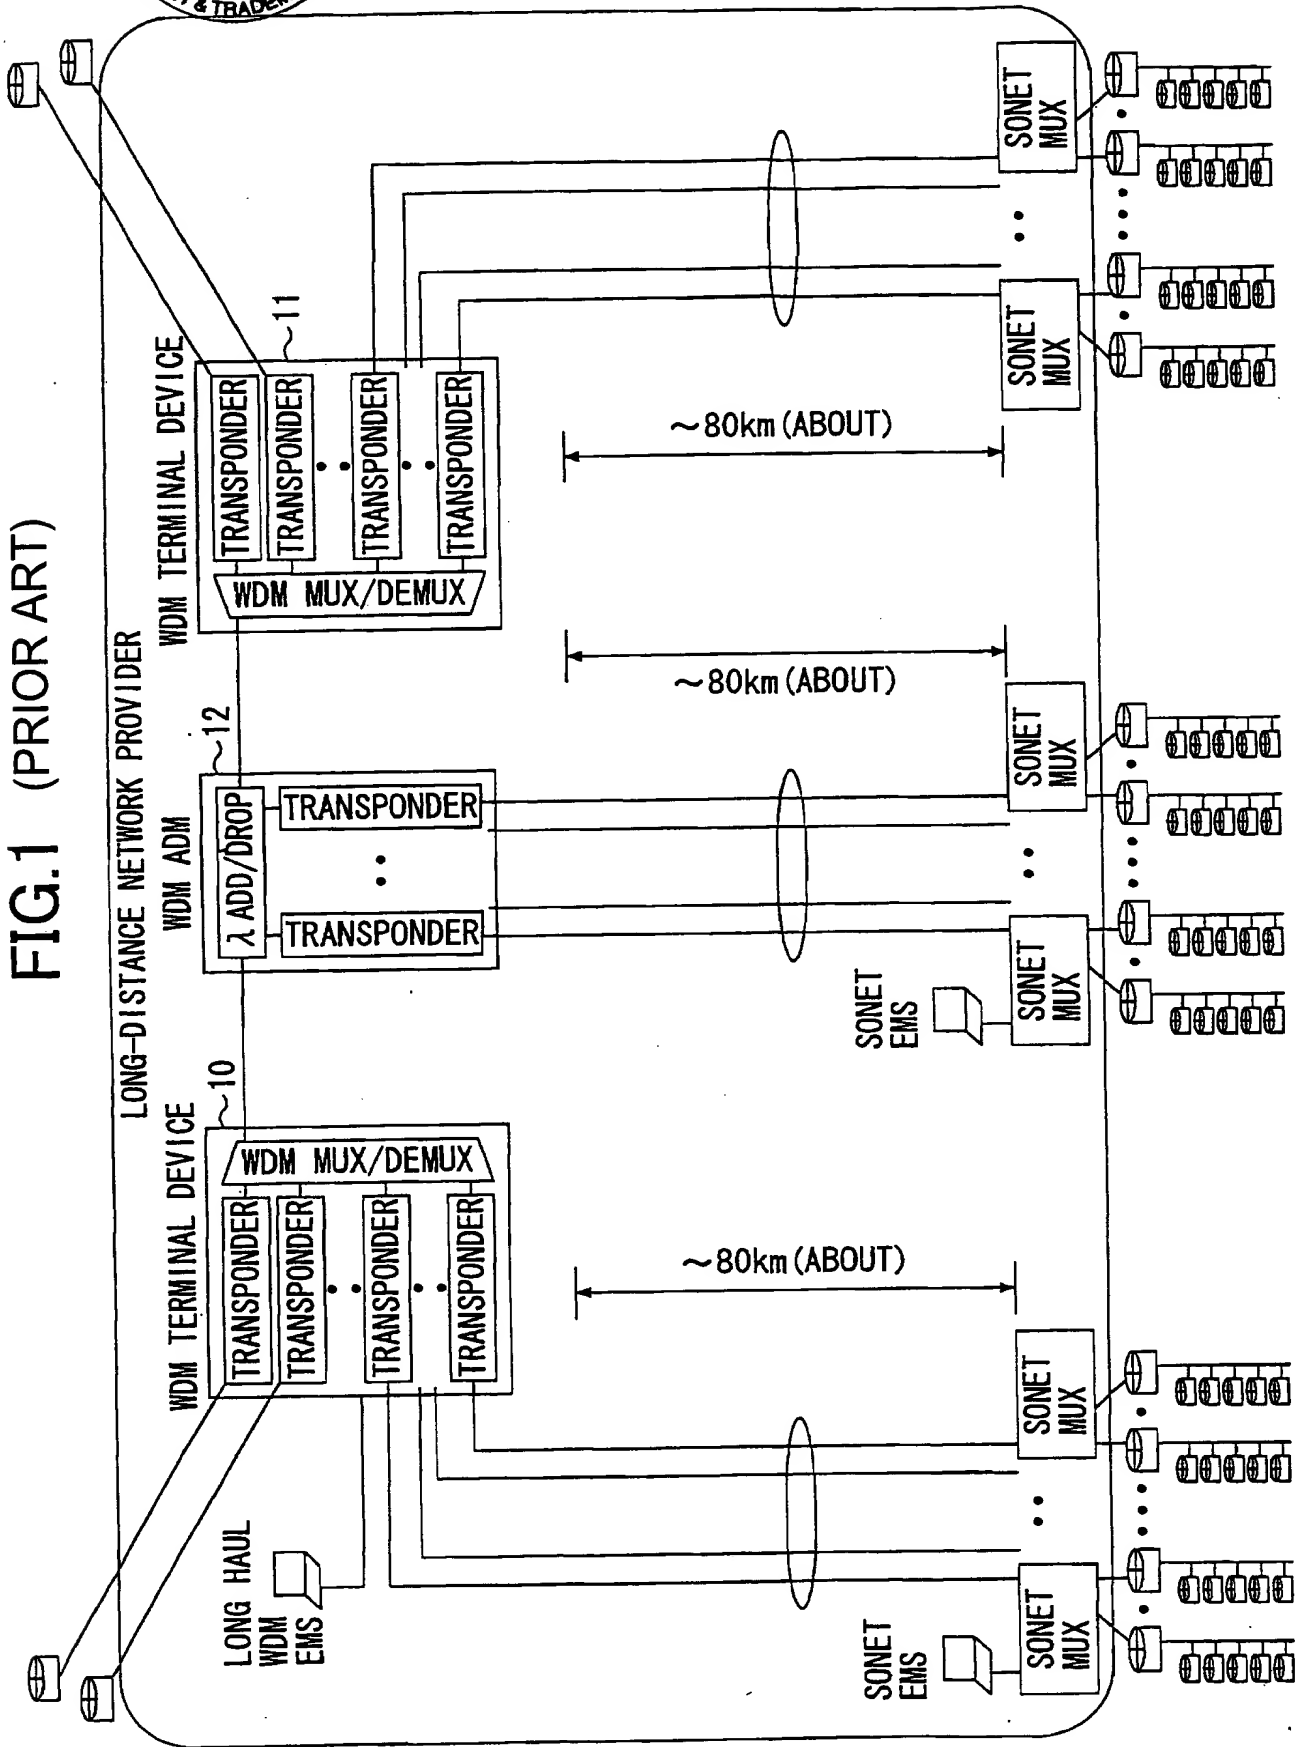 & TRADEM
FIG.1 (PRIOR ART)
LONG-DISTANCE NETWORK PROVIDER
WDM TERMINAL DEVICE
10
TRANSPONDER
TRANSPONDER
TRANSPONDER
TRANSPONDER
WDM MUX/DEMUX
LONG HAUL
WDM
EMS
WDM ADM
12
λ ADD/DROP
TRANSPONDER
TRANSPONDER
WDM TERMINAL DEVICE
11
WDM MUX/DEMUX
TRANSPONDER
TRANSPONDER
TRANSPONDER
TRANSPONDER
~80km(ABOUT)
~80km(ABOUT)
~80km(ABOUT)
SONET
EMS
SONET
MUX
SONET
MUX
SONET
EMS
SONET
MUX
SONET
MUX
SONET
MUX
SONET
MUX